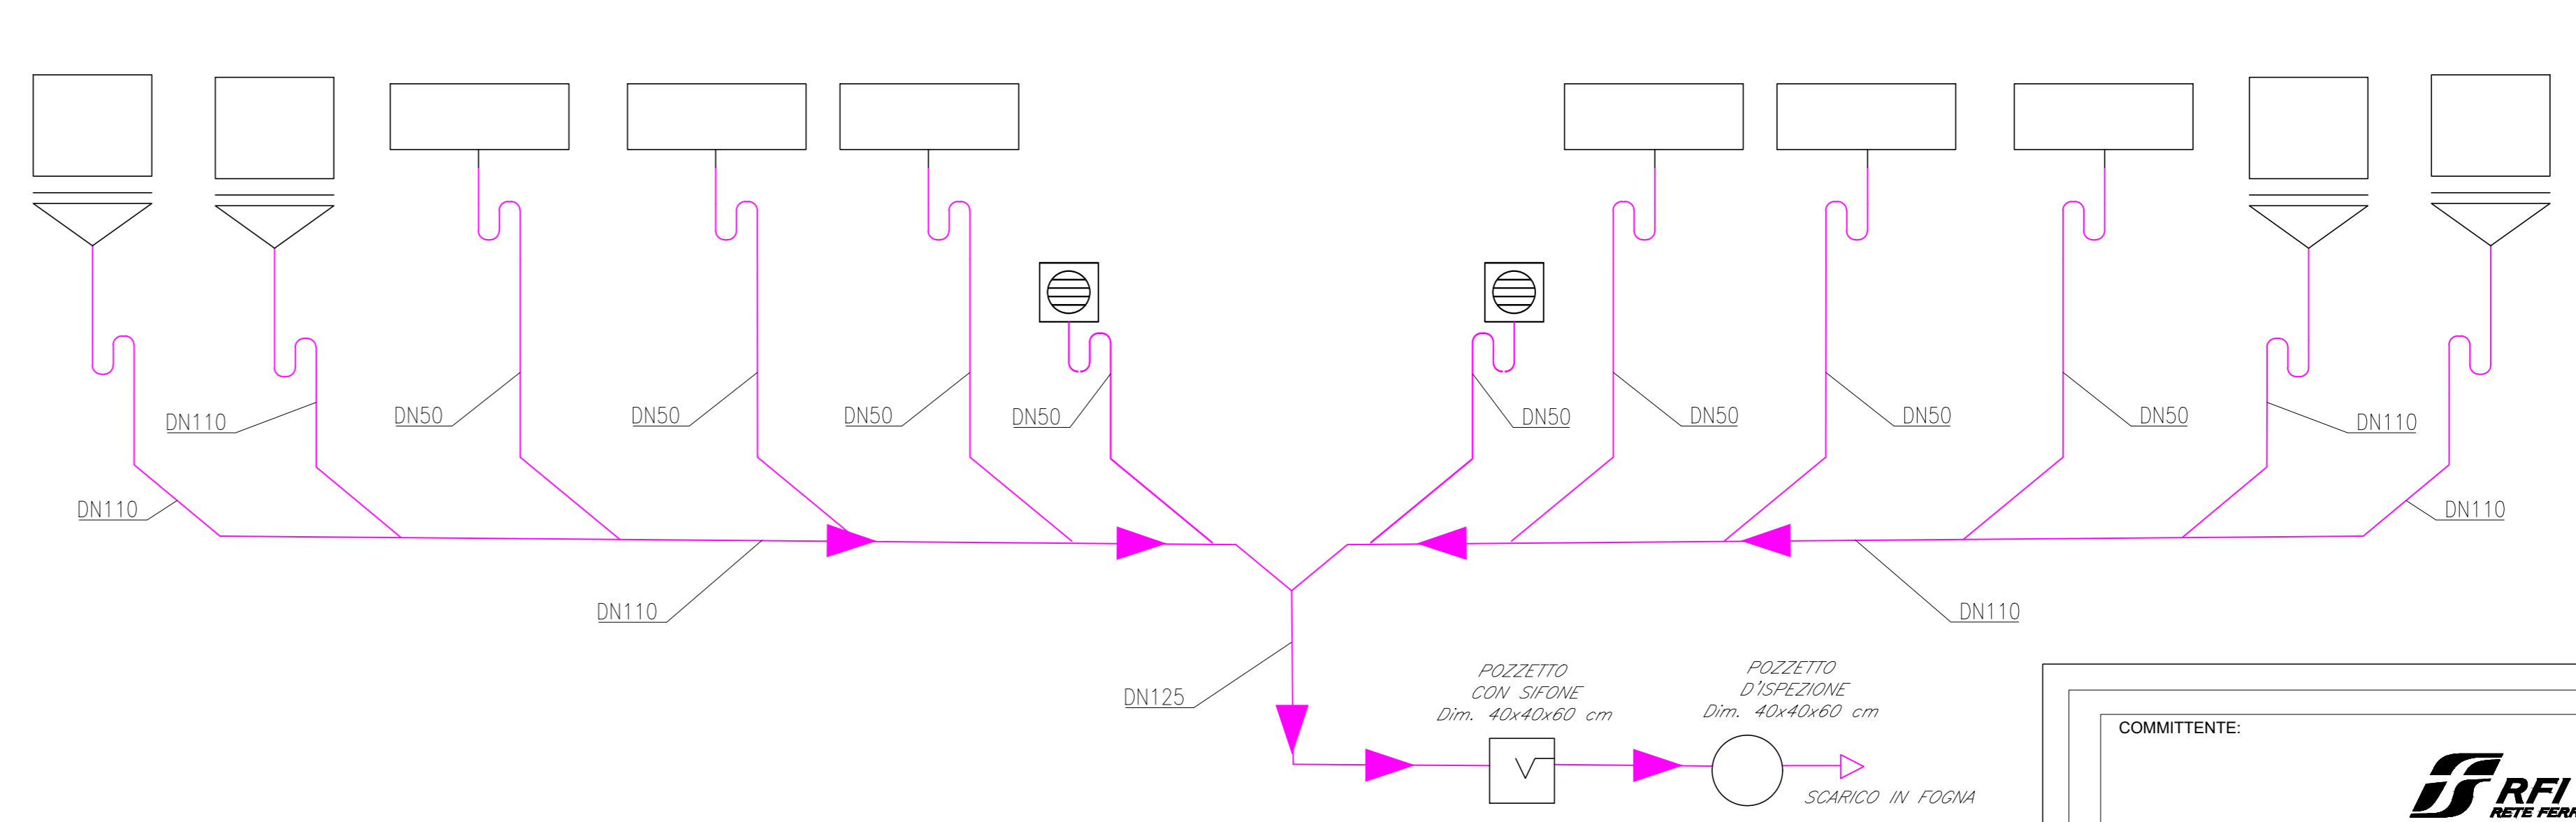 DN110
DN50
DN50
DN50
DN50
DN50
DN50
DN50
DN50
DN110
DN110
DN110
DN110
DN110
DN125
POZZETTO
CON SIFONE
Dim. 40x40x60 cm
POZZETTO
D'ISPEZIONE
Dim. 40x40x60 cm
SCARICO IN FOGNA
COMMITTENTE:
RFI
RETE